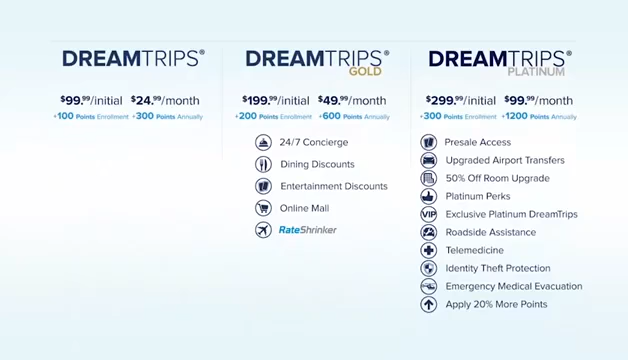 DREAMTRIPS®
$99.99/initial $24.99/month
+100 Points Enrollment +300 Points Annually
DREAMTRIPS®
GOLD
$199.99/initial $49.99/month
+200 Points Enrollment +600 Points Annually
24/7 Concierge
Dining Discounts
Entertainment Discounts
Online Mall
RateShrinker
DREAMTRIPS®
PLATINUM
$299.99/initial $99.99/month
+300 Points Enrollment +1200 Points Annually
Presale Access
Upgraded Airport Transfers
50% Off Room Upgrade
Platinum Perks
VIP Exclusive Platinum DreamTrips
Roadside Assistance
Telemedicine
Identity Theft Protection
Emergency Medical Evacuation
Apply 20% More Points